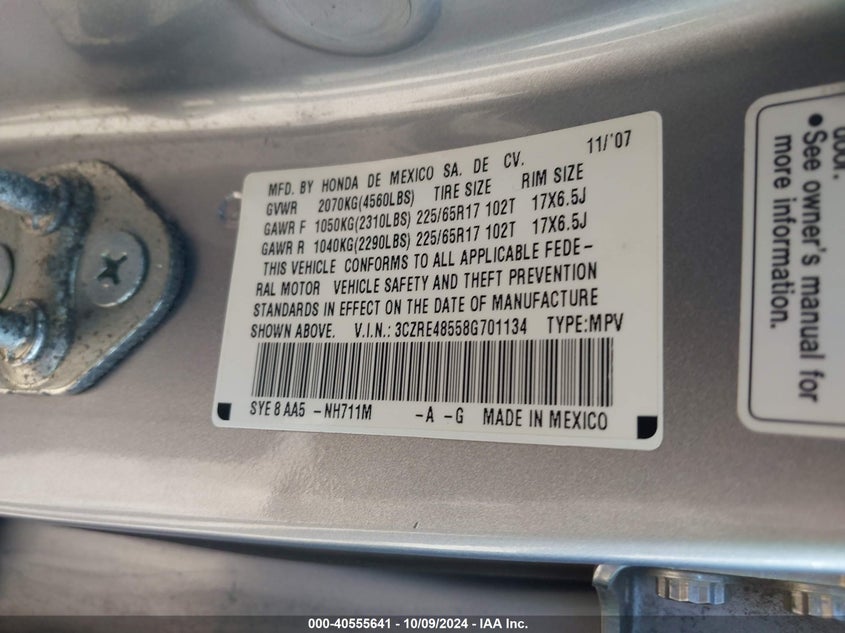 MFD. BY HONDA DE MEXICO SA. DE CV. 11/'07
GVWR 2070KG(4560LBS) TIRE SIZE RIM SIZE
GAWR F 1050KG(2310LBS) 225/65R17 102T 17X6.5J
GAWR R 1040KG(2290LBS) 225/65R17 102T 17X6.5J
THIS VEHICLE CONFORMS TO ALL APPLICABLE FEDE-
RAL MOTOR VEHICLE SAFETY AND THEFT PREVENTION
STANDARDS IN EFFECT ON THE DATE OF MANUFACTURE
SHOWN ABOVE. V.I.N.: 3CZRE48558G701134 TYPE:MPV
SYE 8 AA5 -NH711M -A -G MADE IN MEXICO
door.
●See owner's manual for
more information.
000-40555641 - 10/09/2024 - IAA Inc.